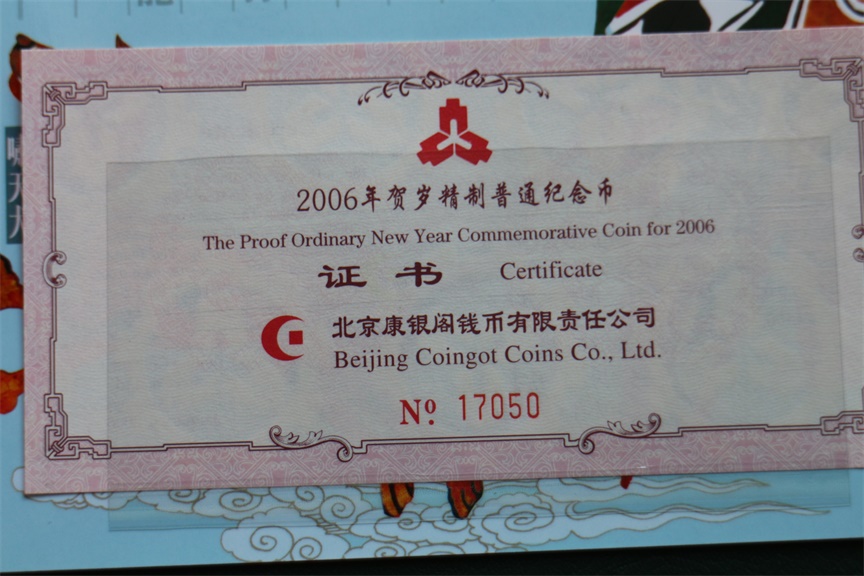 2006年贺岁精制普通纪念币
The Proof Ordinary New Year Commemorative Coin for 2006
证书 Certificate
北京康银阁钱币有限责任公司
Beijing Coingot Coins Co., Ltd.
Nº 17050